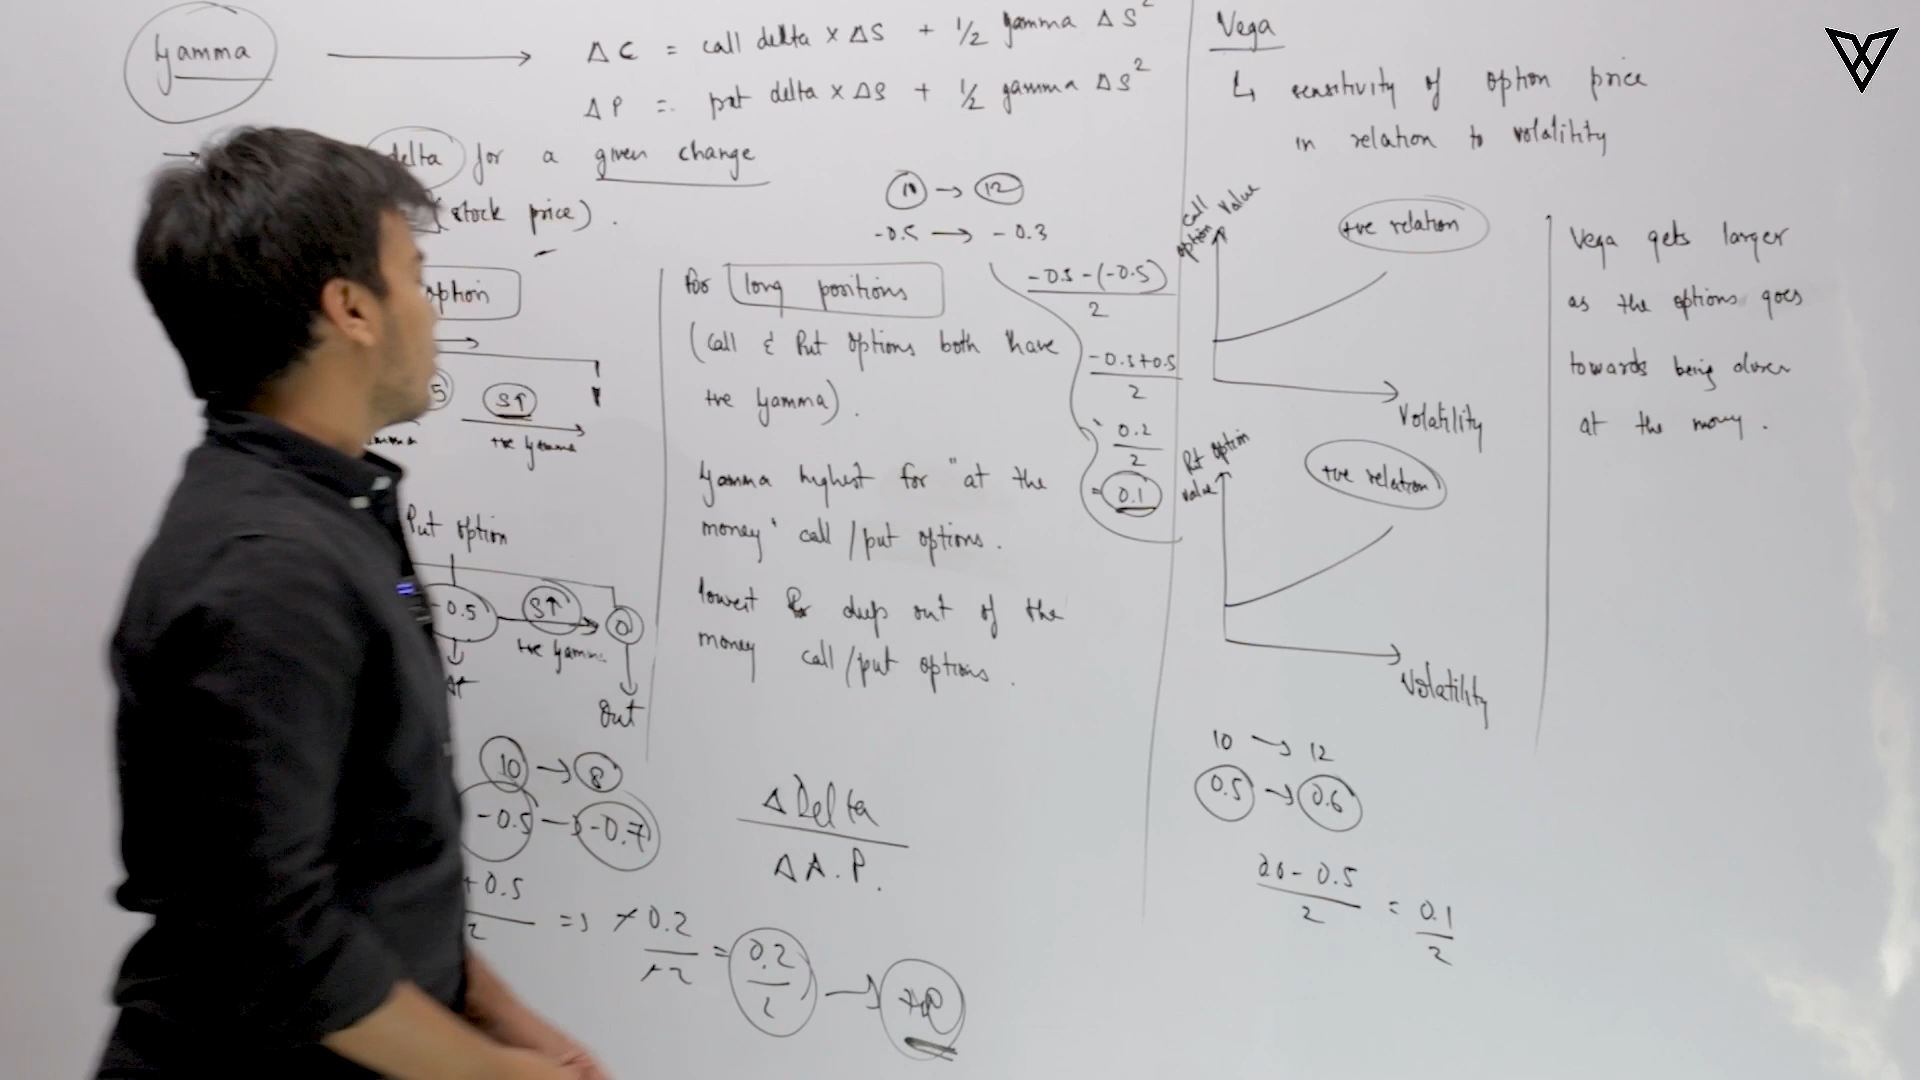 Gamma
ΔC = call delta × ΔS + 1/2 gamma ΔS²
ΔP = put delta × ΔS + 1/2 gamma ΔS²
delta for a given change
(stock price).
option
5 S↑
+ve Gamma
Put option
-0.5 S↑ 0
+ve Gamma
At
Out
10 → 8
-0.5 → -0.7
+0.5
2
=> -0.2
-2
= 0.2
2
→ +ve
10 → 12
-0.5 → -0.3
-0.3-(-0.5)
2
-0.3+0.5
2
0.2
2
= 0.1
for long positions
(Call & Put options both have
+ve Gamma).
Gamma highest for "at the
money" call/put options.
lowest for deep out of the
money call/put options.
Δ Delta
Δ A.P.
Vega
↳ sensitivity of option price
in relation to volatility
Call
option value
+ve relation
Volatility
Put option
value
+ve relation
Volatility
10 → 12
0.5 → 0.6
0.6 - 0.5
2
= 0.1
2
Vega gets larger
as the options goes
towards being closer
at the money.